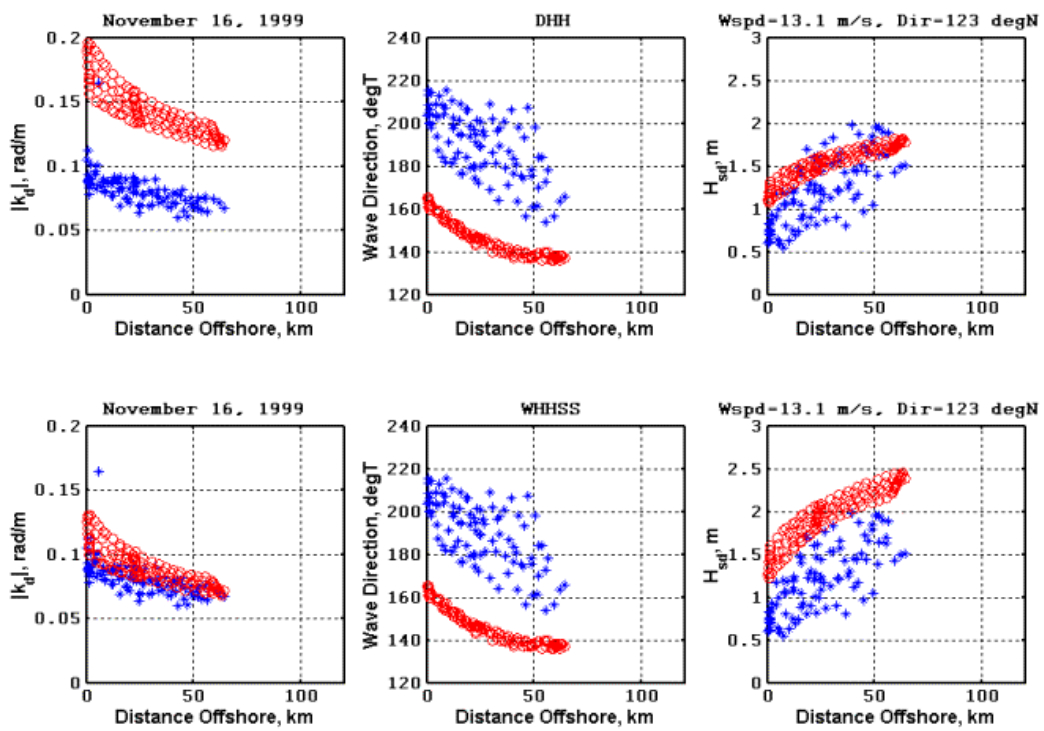 November 16, 1999
DHH
Wspd-13.1 m/s, Dir-123 degN
0.2
0.15
0.1
0.05
0
|k_d|, rad/m
0 50 100
Distance Offshore, km
240
220
200
180
160
140
120
Wave Direction, degT
0 50 100
Distance Offshore, km
3
2.5
2
1.5
1
0.5
0
H_sd, m
0 50 100
Distance Offshore, km
November 16, 1999
WHHSS
Wspd-13.1 m/s, Dir-123 degN
0.2
0.15
0.1
0.05
0
|k_d|, rad/m
0 50 100
Distance Offshore, km
240
220
200
180
160
140
120
Wave Direction, degT
0 50 100
Distance Offshore, km
3
2.5
2
1.5
1
0.5
0
H_sd, m
0 50 100
Distance Offshore, km